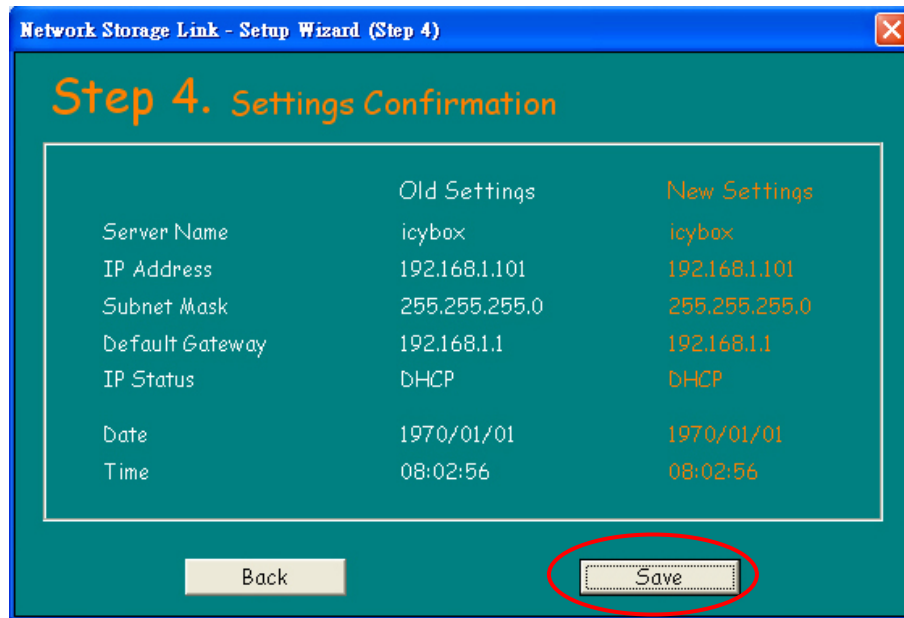 Network Storage Link - Setup Wizard (Step 4)
Step 4. Settings Confirmation
Old Settings New Settings
Server Name icybox icybox
IP Address 192.168.1.101 192.168.1.101
Subnet Mask 255.255.255.0 255.255.255.0
Default Gateway 192.168.1.1 192.168.1.1
IP Status DHCP DHCP
Date 1970/01/01 1970/01/01
Time 08:02:56 08:02:56
Back Save